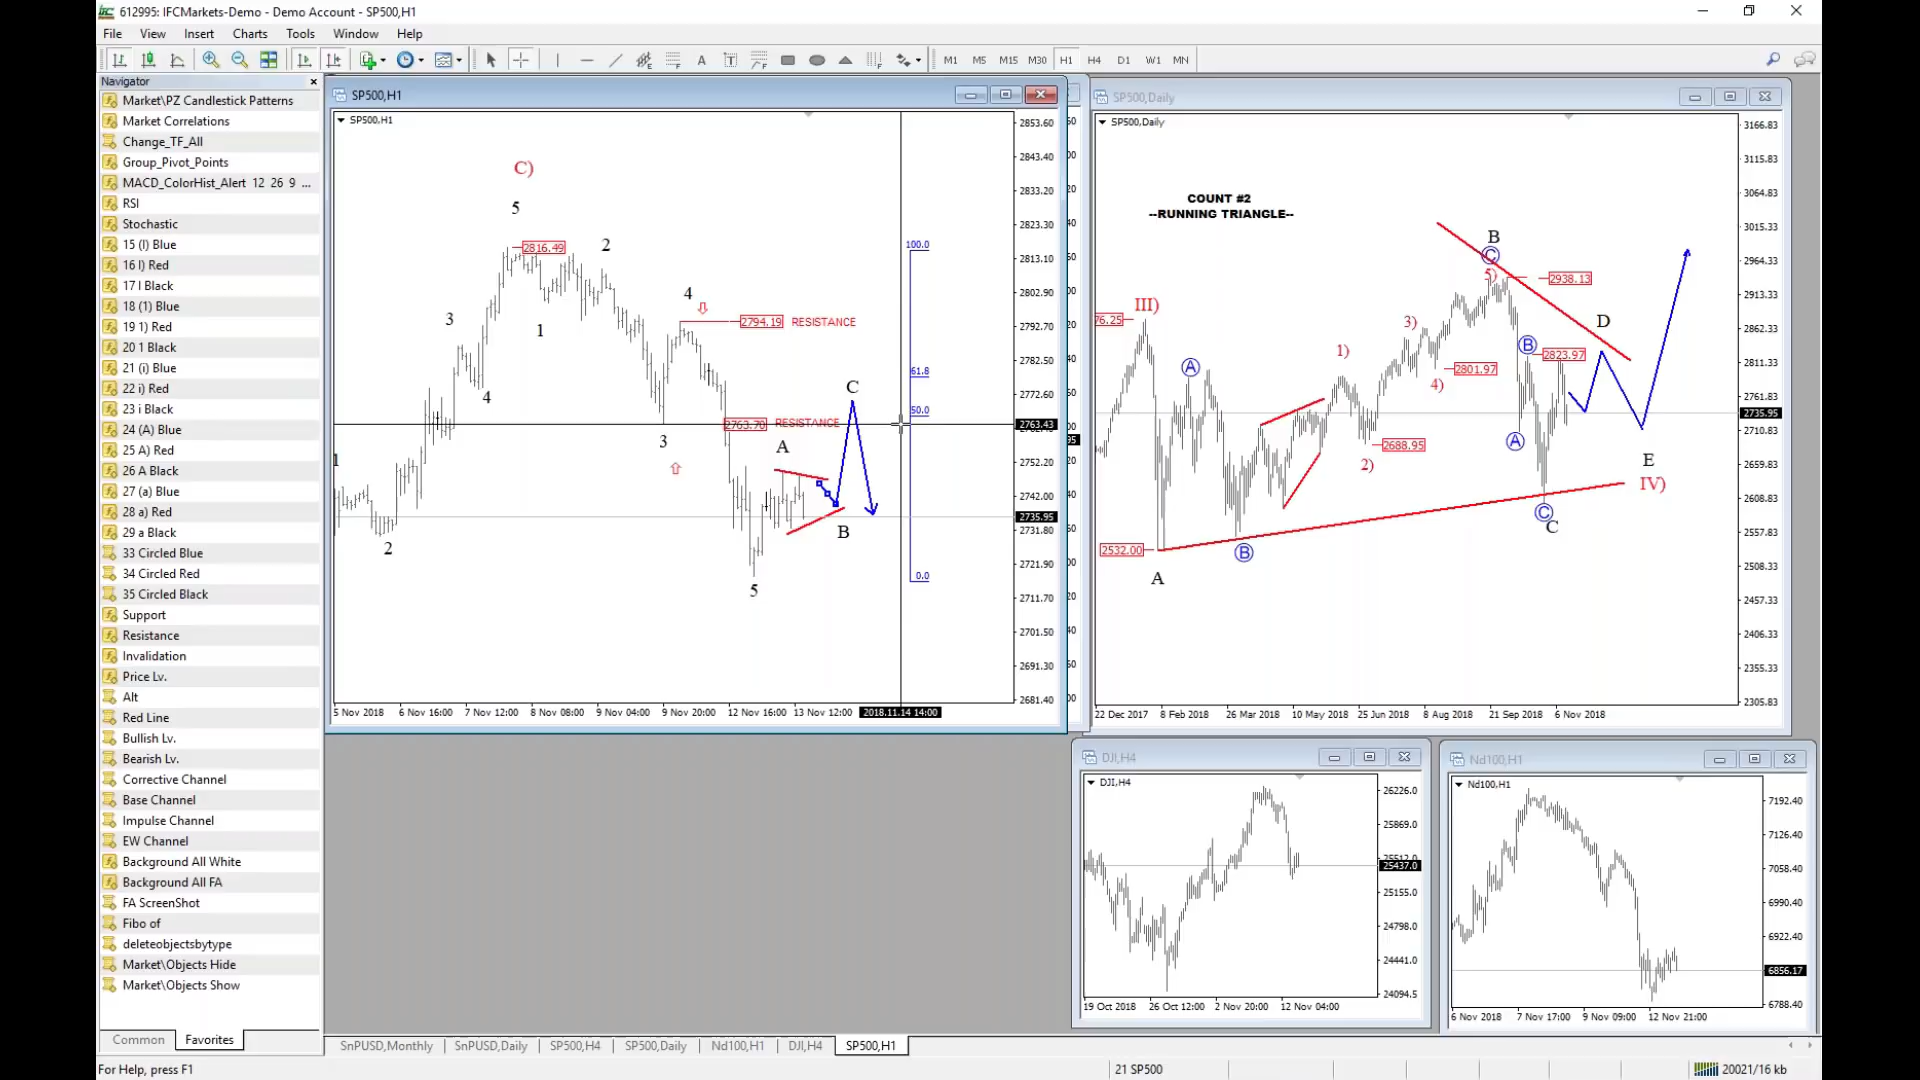 612995: IFCMarkets-Demo - Demo Account - SP500,H1
File View Insert Charts Tools Window Help
M1 M5 M15 M30 H1 H4 D1 W1 MN
Navigator
Market\PZ Candlestick Patterns
Market Correlations
Change_TF_All
Group_Pivot_Points
MACD_ColorHist_Alert 12 26 9 ...
RSI
Stochastic
15 (I) Blue
16 I) Red
17 I Black
18 (1) Blue
19 1) Red
20 1 Black
21 (i) Blue
22 i) Red
23 i Black
24 (A) Blue
25 A) Red
26 A Black
27 (a) Blue
28 a) Red
29 a Black
33 Circled Blue
34 Circled Red
35 Circled Black
Support
Resistance
Invalidation
Price Lv.
Alt
Red Line
Bullish Lv.
Bearish Lv.
Corrective Channel
Base Channel
Impulse Channel
EW Channel
Background All White
Background All FA
FA ScreenShot
Fibo of
deleteobjectsbytype
Market\Objects Hide
Market\Objects Show
Common Favorites
SP500,H1
SP500,H1
C)
5
2816.49
2
3
4
1
4
2794.19 RESISTANCE
C
2763.70 RESISTANCE
3
A
1
2
B
5
100.0
61.8
50.0
0.0
2853.60
2843.40
2833.20
2823.30
2813.10
2802.90
2792.70
2782.50
2772.60
2763.43
2752.20
2742.00
2735.95
2731.80
2721.90
2711.70
2701.50
2691.30
2681.40
5 Nov 2018 6 Nov 16:00 7 Nov 12:00 8 Nov 08:00 9 Nov 04:00 9 Nov 20:00 12 Nov 16:00 13 Nov 12:00 2018.11.14 14:00
SP500,Daily
SP500,Daily
COUNT #2
--RUNNING TRIANGLE--
B
C
5)
2938.13
III)
76.25
3)
D
B
2823.97
1)
A
2801.97
4)
A
2688.95
2)
E
IV)
C
C
2532.00
B
A
3166.83
3115.83
3064.83
3015.33
2964.33
2913.33
2862.33
2811.33
2761.83
2735.95
2710.83
2659.83
2608.83
2557.83
2508.33
2457.33
2406.33
2355.33
2305.83
22 Dec 2017 8 Feb 2018 26 Mar 2018 10 May 2018 25 Jun 2018 8 Aug 2018 21 Sep 2018 6 Nov 2018
DJI,H4
DJI,H4
26226.0
25869.0
25512.0
25437.0
25155.0
24798.0
24441.0
24094.5
19 Oct 2018 26 Oct 12:00 2 Nov 20:00 12 Nov 04:00
Nd100,H1
Nd100,H1
7192.40
7126.40
7058.40
6990.40
6922.40
6856.17
6788.40
6 Nov 2018 7 Nov 17:00 9 Nov 09:00 12 Nov 21:00
SnPUSD,Monthly SnPUSD,Daily SP500,H4 SP500,Daily Nd100,H1 DJI,H4 SP500,H1
For Help, press F1 21 SP500 20021/16 kb